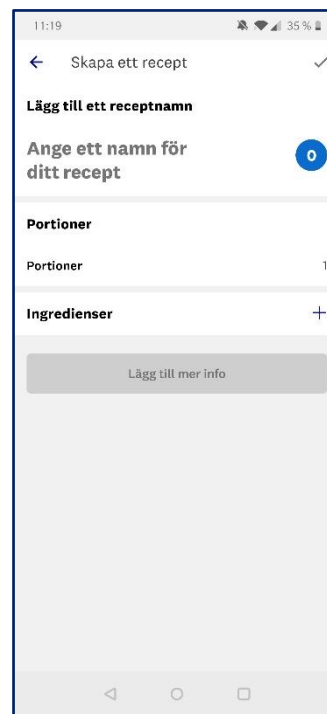 11:19 35 %
Skapa ett recept
Lägg till ett receptnamn
Ange ett namn för
ditt recept
0
Portioner
Portioner 1
Ingredienser +
Lägg till mer info